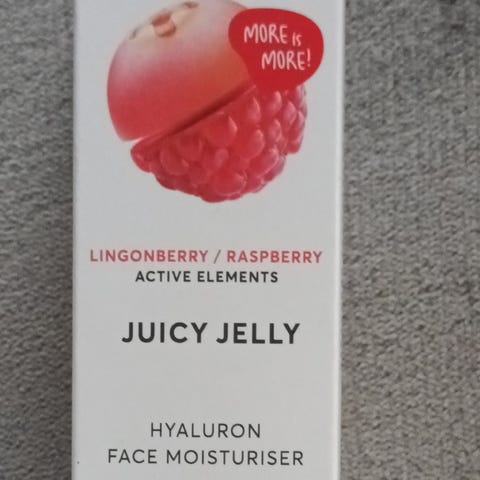 MORE IS
MORE!
LINGONBERRY / RASPBERRY
ACTIVE ELEMENTS
JUICY JELLY
HYALURON
FACE MOISTURISER